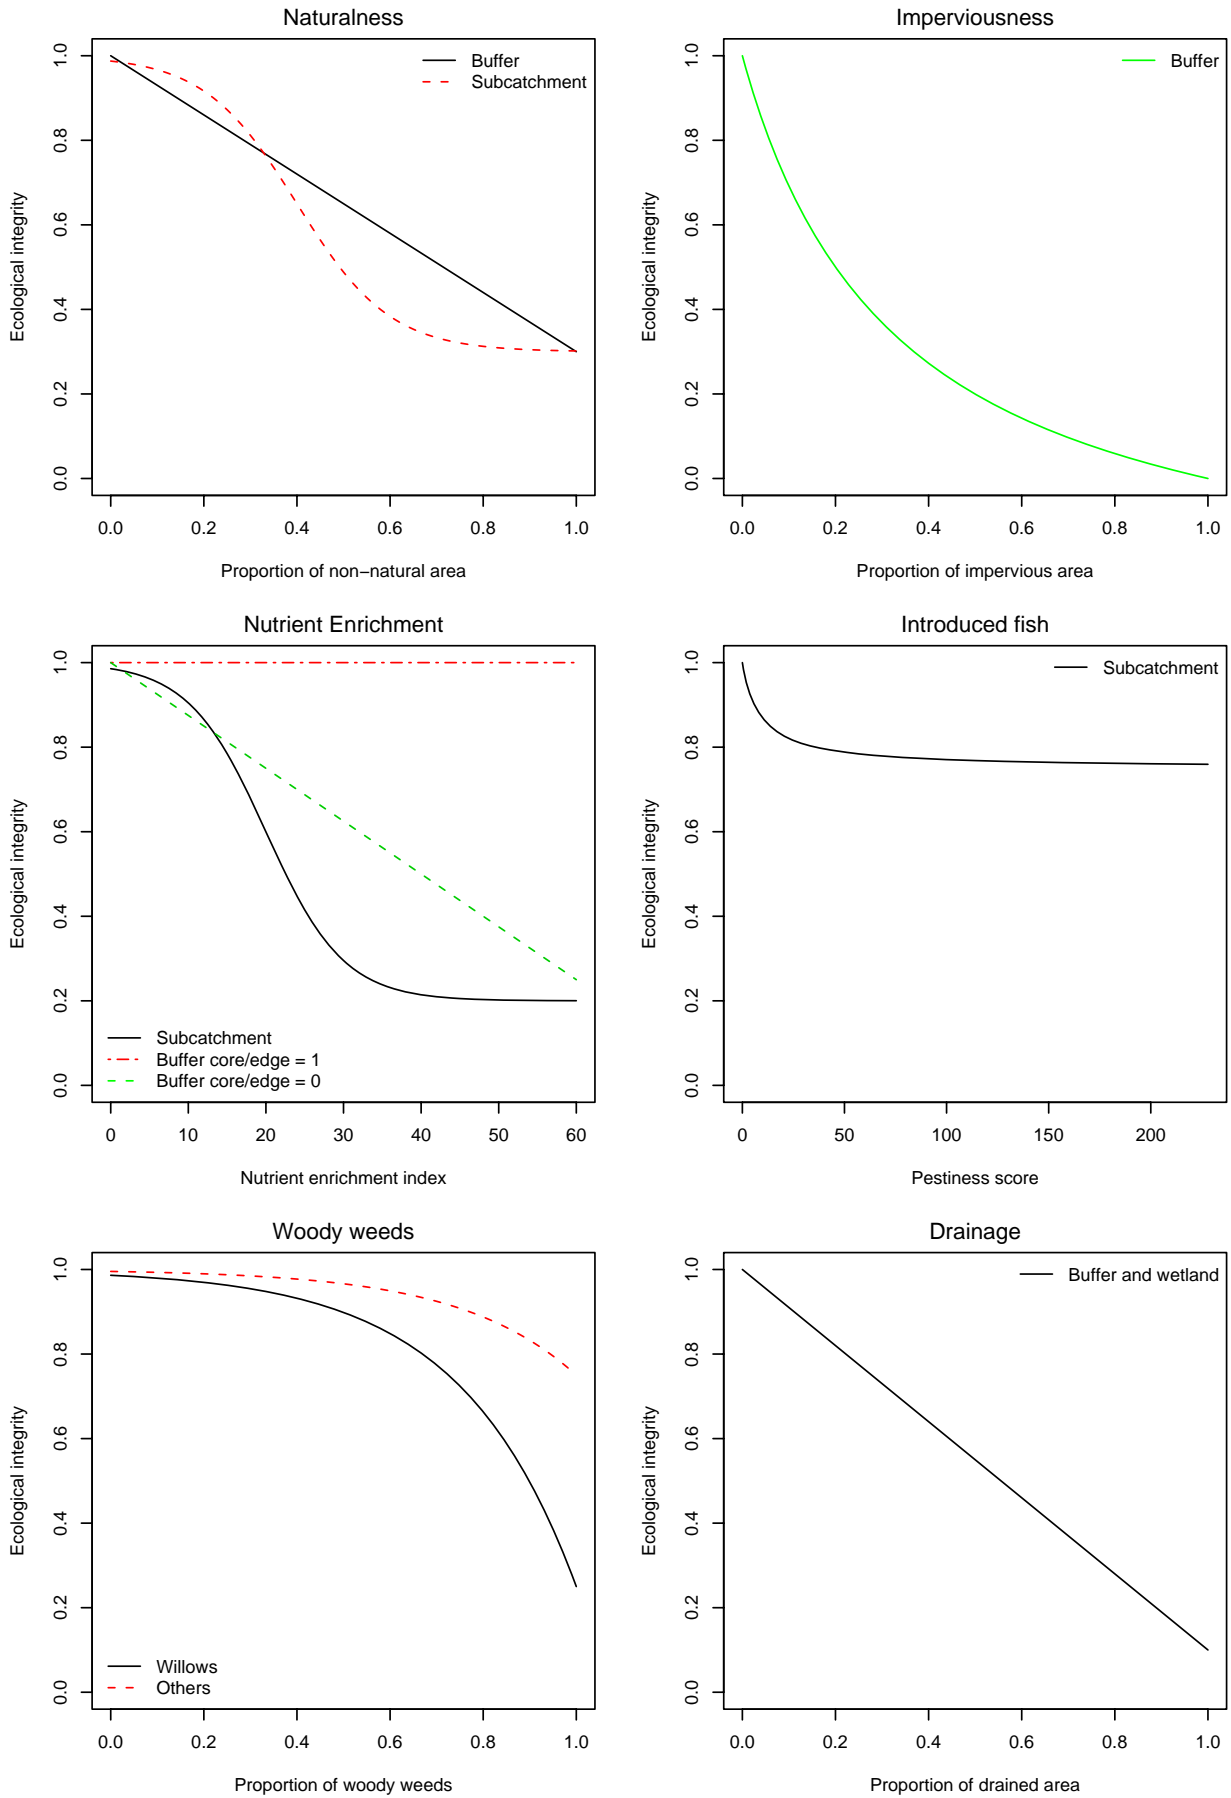 Naturalness
Buffer
Subcatchment
Ecological integrity
1.0
0.8
0.6
0.4
0.2
0.0
0.0 0.2 0.4 0.6 0.8 1.0
Proportion of non−natural area
Imperviousness
Buffer
Ecological integrity
1.0
0.8
0.6
0.4
0.2
0.0
0.0 0.2 0.4 0.6 0.8 1.0
Proportion of impervious area
Nutrient Enrichment
Ecological integrity
1.0
0.8
0.6
0.4
0.2
0.0
Subcatchment
Buffer core/edge = 1
Buffer core/edge = 0
0 10 20 30 40 50 60
Nutrient enrichment index
Introduced fish
Subcatchment
Ecological integrity
1.0
0.8
0.6
0.4
0.2
0.0
0 50 100 150 200
Pestiness score
Woody weeds
Ecological integrity
1.0
0.8
0.6
0.4
0.2
0.0
Willows
Others
0.0 0.2 0.4 0.6 0.8 1.0
Proportion of woody weeds
Drainage
Buffer and wetland
Ecological integrity
1.0
0.8
0.6
0.4
0.2
0.0
0.0 0.2 0.4 0.6 0.8 1.0
Proportion of drained area